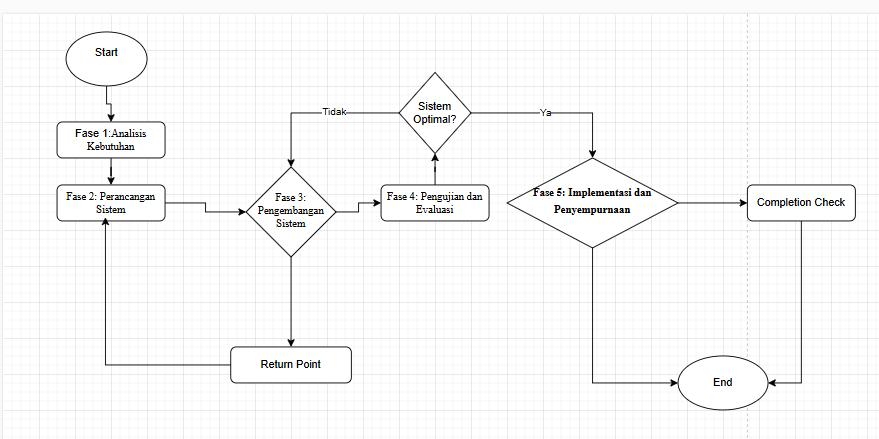 Start
Fase 1:Analisis
Kebutuhan
Fase 2: Perancangan
Sistem
Fase 3:
Pengembangan
Sistem
Fase 4: Pengujian dan
Evaluasi
Sistem
Optimal?
Tidak
Ya
Fase 5: Implementasi dan
Penyempurnaan
Completion Check
Return Point
End